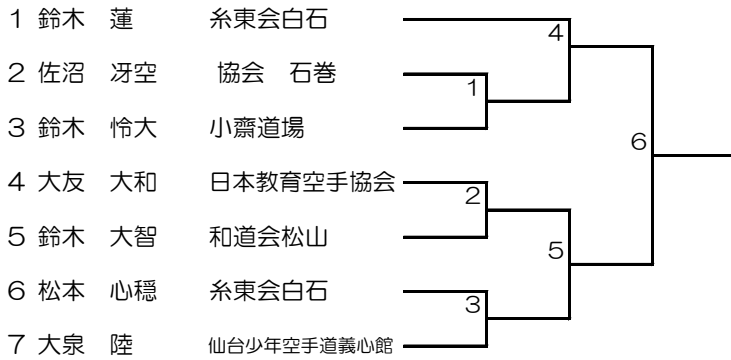 1 鈴木 蓮 糸東会白石
2 佐沼 冴空 協会 石巻
3 鈴木 怜大 小齋道場
4 大友 大和 日本教育空手協会
5 鈴木 大智 和道会松山
6 松本 心穏 糸東会白石
7 大泉 陸 仙台少年空手道義心館
4
1
6
2
5
3